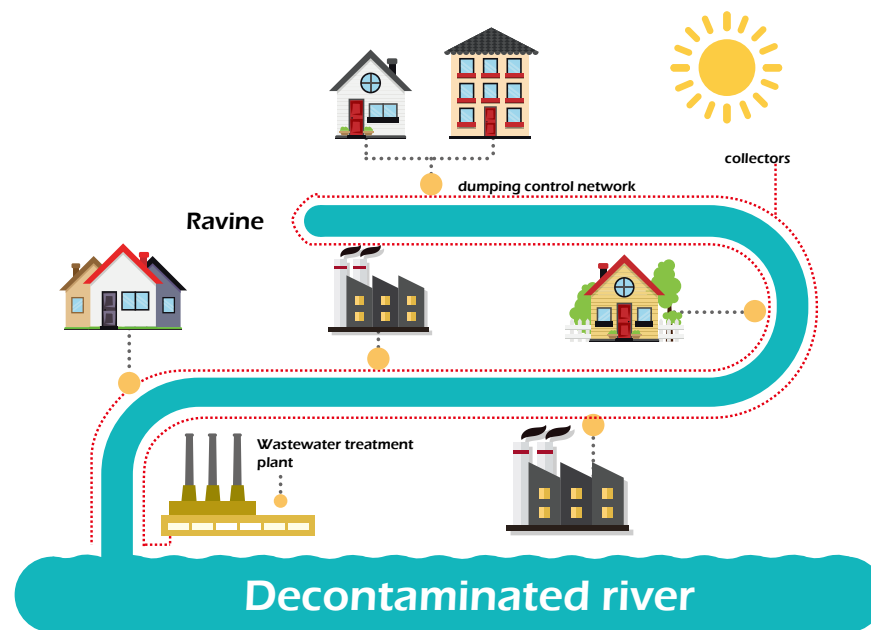 collectors
dumping control network
Ravine
Wastewater treatment
plant
Decontaminated river